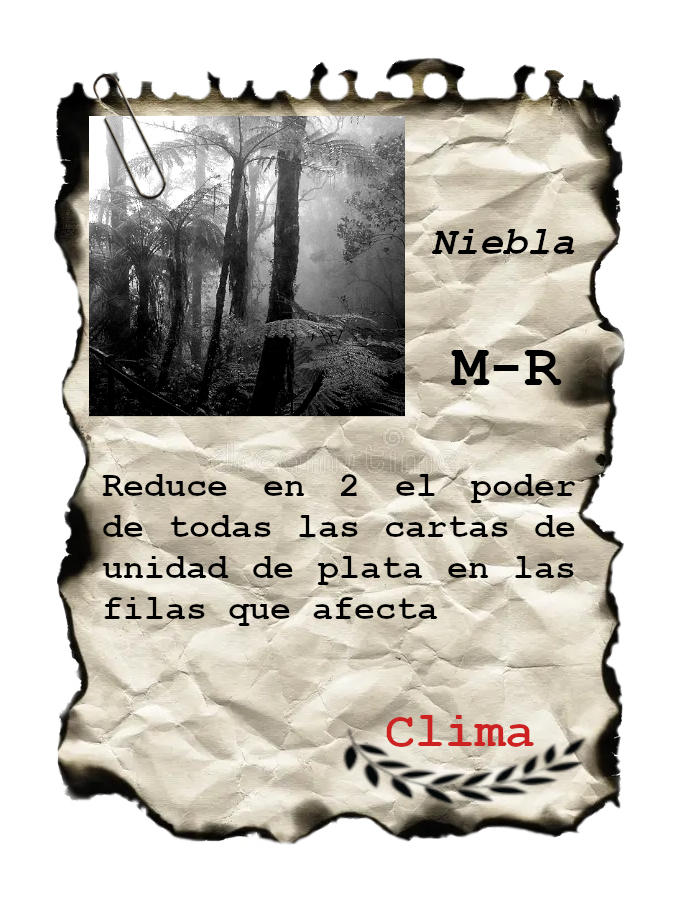 Niebla
M-R
Reduce en 2 el poder
de todas las cartas de
unidad de plata en las
filas que afecta
Clima